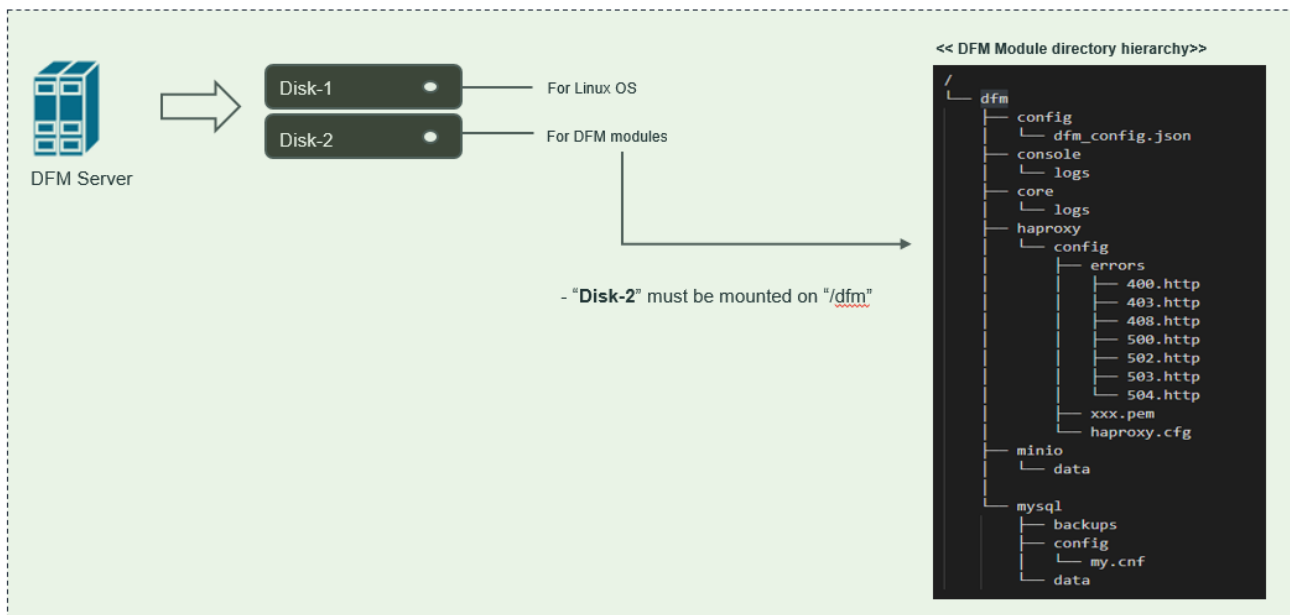 << DFM Module directory hierarchy>>
DFM Server
Disk-1
For Linux OS
Disk-2
For DFM modules
- “Disk-2” must be mounted on “/dfm”
/
└── dfm
    ├── config
    │   └── dfm_config.json
    ├── console
    │   └── logs
    ├── core
    │   └── logs
    ├── haproxy
    │   └── config
    │       ├── errors
    │       │   ├── 400.http
    │       │   ├── 403.http
    │       │   ├── 408.http
    │       │   ├── 500.http
    │       │   ├── 502.http
    │       │   ├── 503.http
    │       │   └── 504.http
    │       ├── xxx.pem
    │       └── haproxy.cfg
    ├── minio
    │   └── data
    │
    └── mysql
        ├── backups
        ├── config
        │   └── my.cnf
        └── data